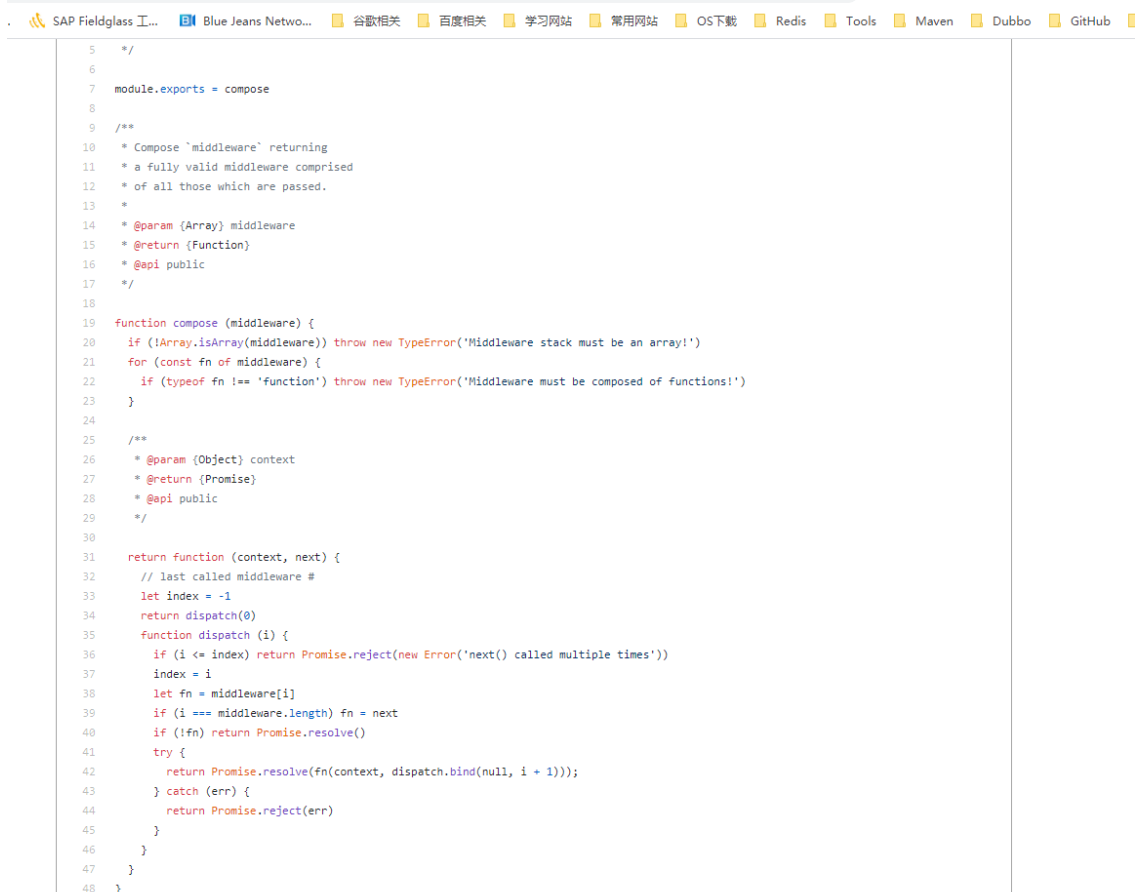 . SAP Fieldglass 工... Blue Jeans Netwo... 谷歌相关 百度相关 学习网站 常用网站 OS下载 Redis Tools Maven Dubbo GitHub
5 */
6
7 module.exports = compose
8
9 /**
10 * Compose `middleware` returning
11 * a fully valid middleware comprised
12 * of all those which are passed.
13 *
14 * @param {Array} middleware
15 * @return {Function}
16 * @api public
17 */
18
19 function compose (middleware) {
20 if (!Array.isArray(middleware)) throw new TypeError('Middleware stack must be an array!')
21 for (const fn of middleware) {
22 if (typeof fn !== 'function') throw new TypeError('Middleware must be composed of functions!')
23 }
24
25 /**
26 * @param {Object} context
27 * @return {Promise}
28 * @api public
29 */
30
31 return function (context, next) {
32 // last called middleware #
33 let index = -1
34 return dispatch(0)
35 function dispatch (i) {
36 if (i <= index) return Promise.reject(new Error('next() called multiple times'))
37 index = i
38 let fn = middleware[i]
39 if (i === middleware.length) fn = next
40 if (!fn) return Promise.resolve()
41 try {
42 return Promise.resolve(fn(context, dispatch.bind(null, i + 1)));
43 } catch (err) {
44 return Promise.reject(err)
45 }
46 }
47 }
48 }